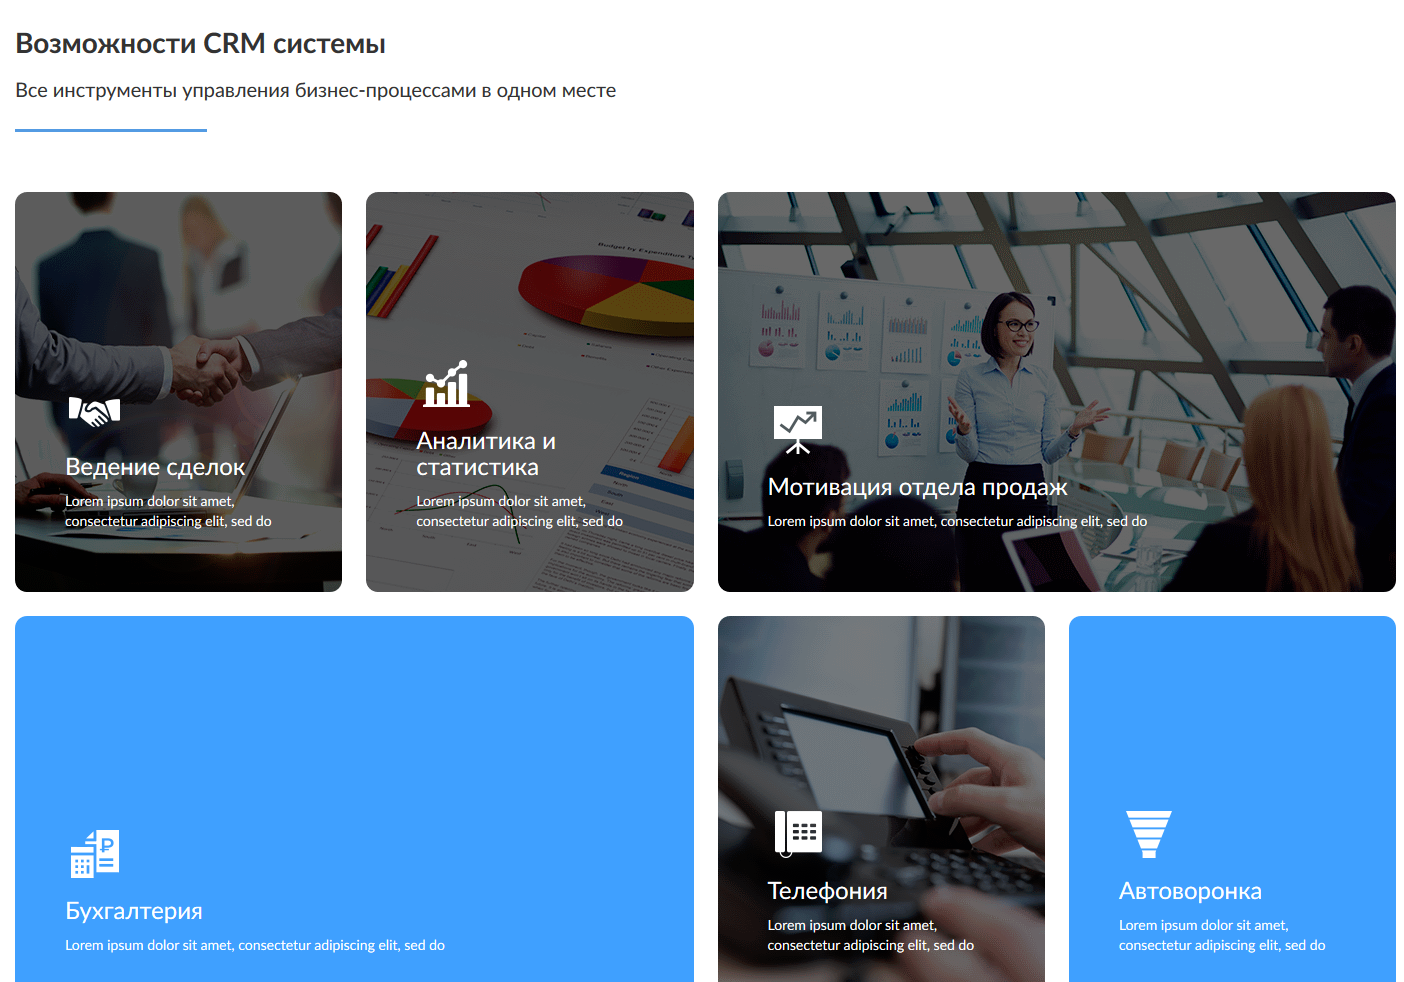 Возможности CRM системы
Все инструменты управления бизнес-процессами в одном месте
Budget by Expenditure
Ведение сделок
Lorem ipsum dolor sit amet,
consectetur adipiscing elit, sed do
Аналитика и
статистика
Lorem ipsum dolor sit amet,
consectetur adipiscing elit, sed do
Region
Мотивация отдела продаж
Lorem ipsum dolor sit amet, consectetur adipiscing elit, sed do
Бухгалтерия
Lorem ipsum dolor sit amet, consectetur adipiscing elit, sed do
Телефония
Lorem ipsum dolor sit amet,
consectetur adipiscing elit, sed do
Автоворонка
Lorem ipsum dolor sit amet,
consectetur adipiscing elit, sed do